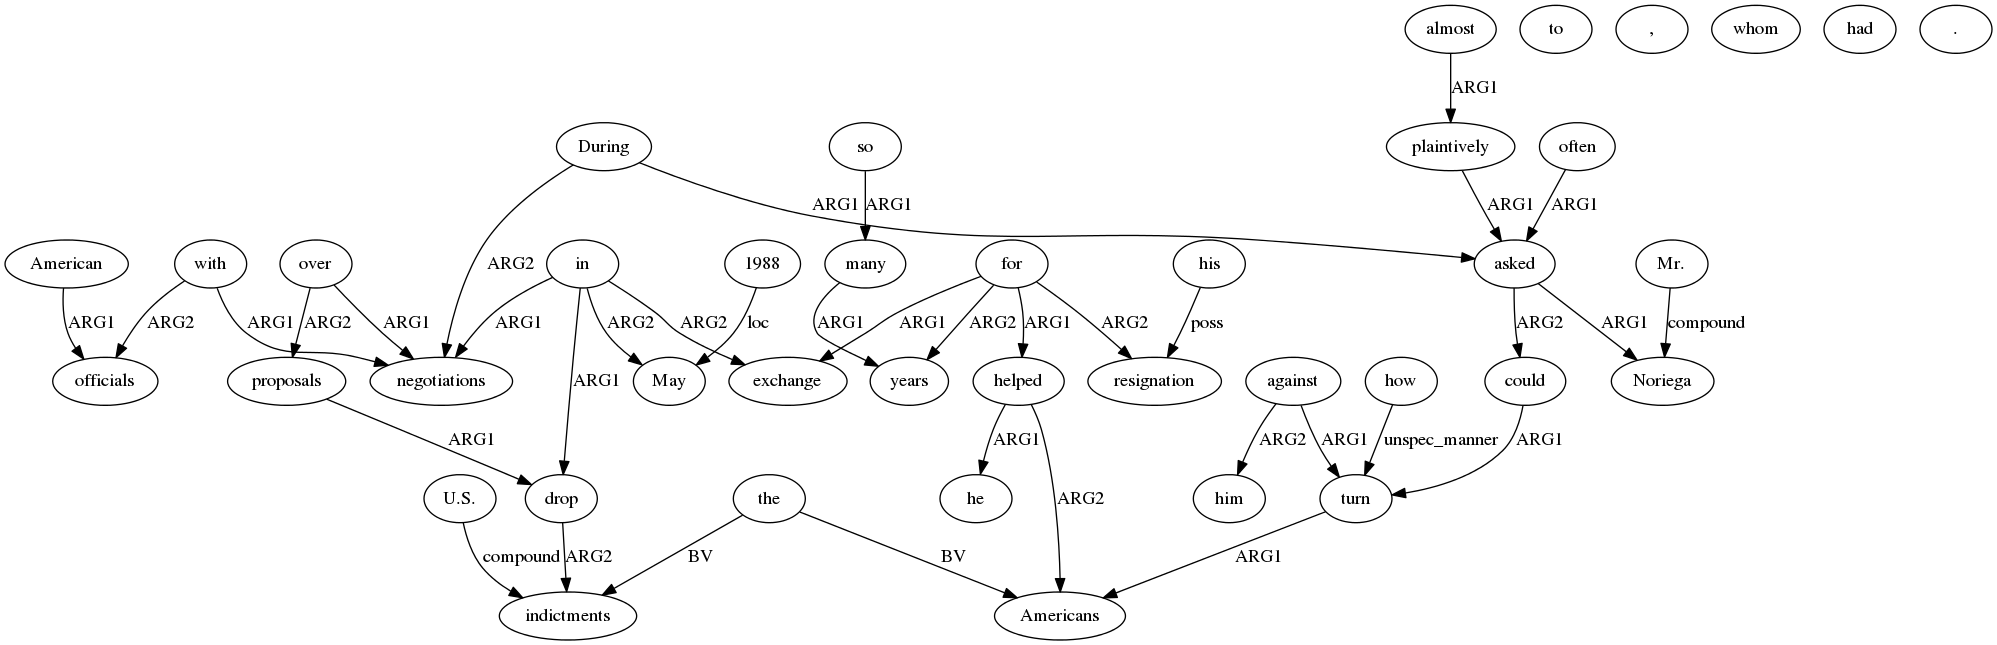 almost to , whom had .
ARG1
During so plaintively often
ARG1 ARG1 ARG1 ARG1
American with over in 1988 many for his asked Mr.
ARG2
ARG1 ARG2 ARG1 ARG2 ARG1 ARG1 ARG2 ARG2 loc ARG1 ARG1 ARG2 ARG1 ARG2 poss ARG2 ARG1 compound
officials proposals negotiations May exchange years helped resignation against how could Noriega
ARG1
ARG1 ARG1 ARG2 ARG1 unspec_manner ARG1
U.S. drop the he ARG2 him turn
compound ARG2 BV BV ARG1
indictments Americans